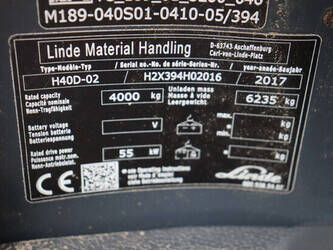 M189-040S01-0410-05/394
Linde Material Handling
D-63743 Aschaffenburg
Carl-von-Linde-Platz
Type-Modèle-Typ / Serial no.-No. de série-Serien-Nr. / year-année-Baujahr
H40D-02 / H2X394H02016 / 2017
Rated capacity
Capacité nominale
Nenn-Tragfähigkeit
4000 kg
Unladen mass
Masse à vide
Leergewicht
6235 kg
Battery voltage
Tension batterie
Batteriespannung
V
kg
kg
Rated drive power
Puissance motr.nom.
Nenn-Antriebsleistg.
55 kW
CE
Linde